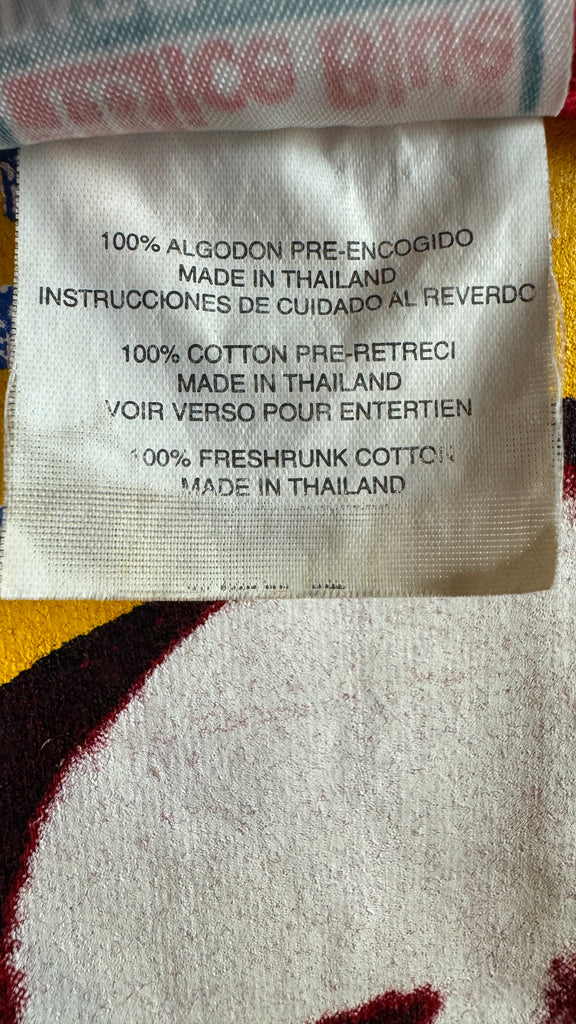 100% ALGODON PRE-ENCOGIDO
MADE IN THAILAND
INSTRUCCIONES DE CUIDADO AL REVERDO
100% COTTON PRE-RETRECI
MADE IN THAILAND
VOIR VERSO POUR ENTERTIEN
100% FRESHRUNK COTTON
MADE IN THAILAND